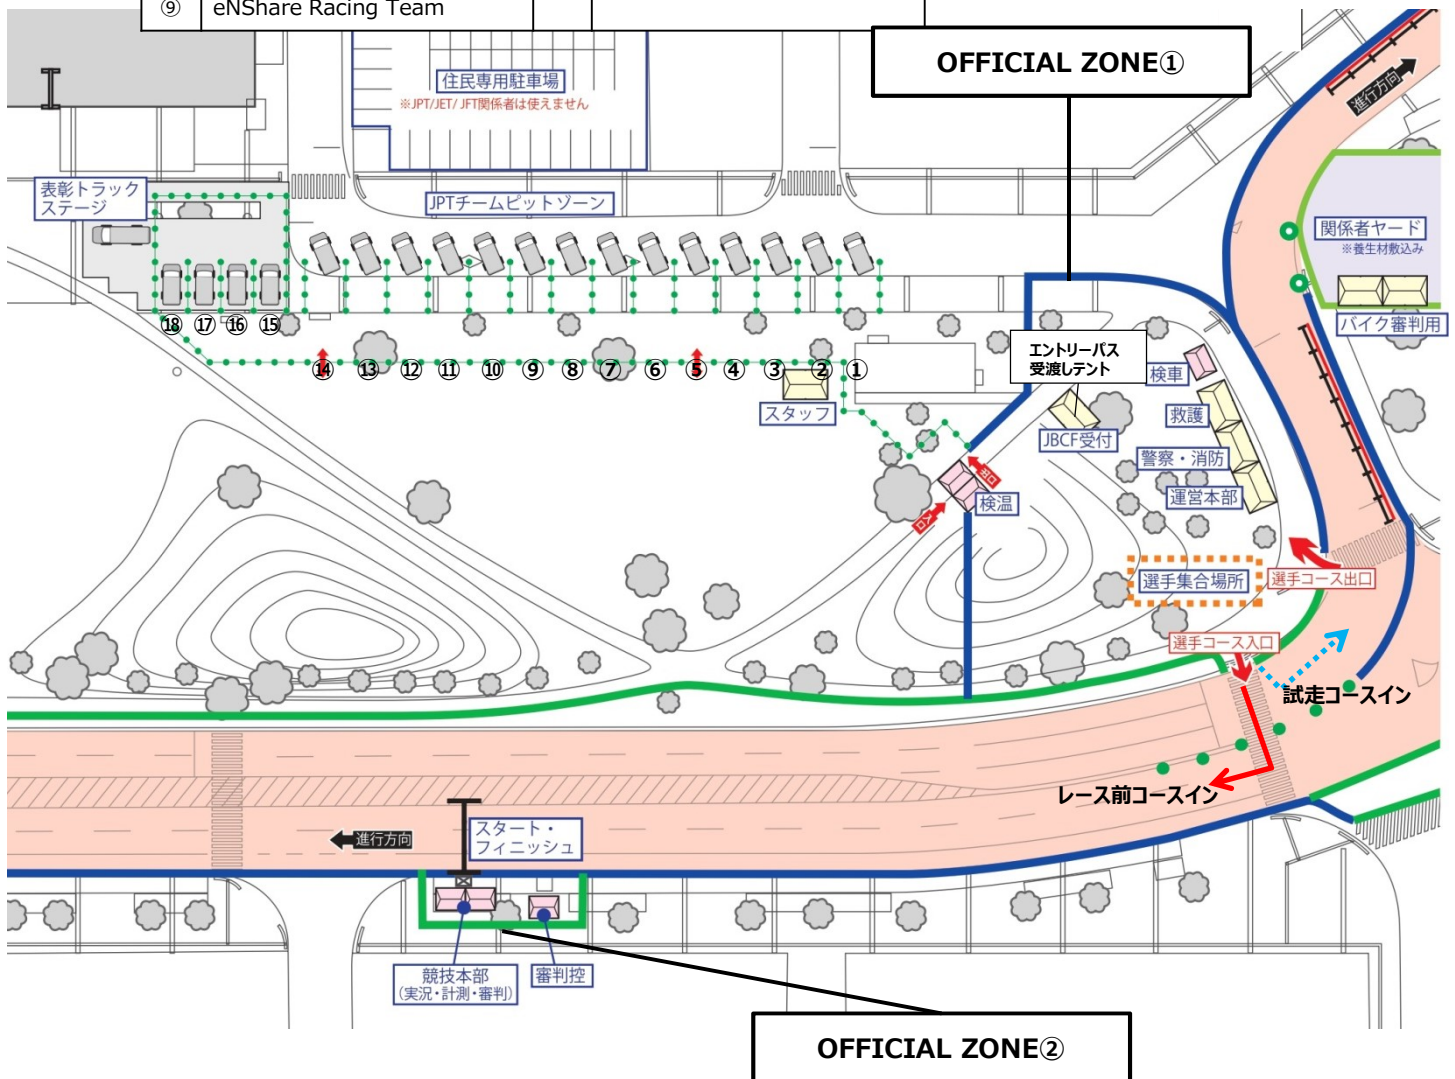 ⑨ eNShare Racing Team
OFFICIAL ZONE①
住民専用駐車場
※JPT/JET/ JFT関係者は使えません
進行方向
表彰トラック
ステージ
JPTチームピットゾーン
関係者ヤード
※養生材敷込み
バイク審判用
⑱ ⑰ ⑯ ⑮
⑭ ⑬ ⑫ ⑪ ⑩ ⑨ ⑧ ⑦ ⑥ ⑤ ④ ③ ② ①
エントリーパス
受渡しテント
検車
スタッフ
救護
JBCF受付
警察・消防
運営本部
出口
検温
入口
選手集合場所
選手コース出口
選手コース入口
試走コースイン
レース前コースイン
スタート・
フィニッシュ
進行方向
競技本部
(実況・計測・審判)
審判控
OFFICIAL ZONE②